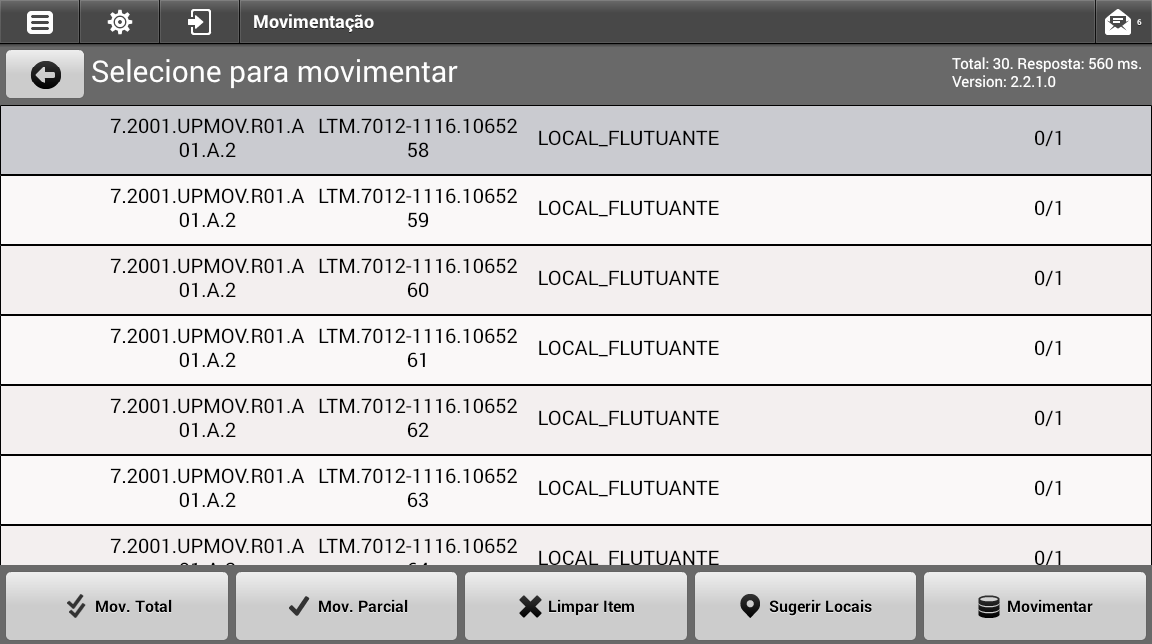 Movimentação
6
Selecione para movimentar
Total: 30. Resposta: 560 ms.
Version: 2.2.1.0
7.2001.UPMOV.R01.A LTM.7012-1116.10652
01.A.2 58
LOCAL_FLUTUANTE 0/1
7.2001.UPMOV.R01.A LTM.7012-1116.10652
01.A.2 59
LOCAL_FLUTUANTE 0/1
7.2001.UPMOV.R01.A LTM.7012-1116.10652
01.A.2 60
LOCAL_FLUTUANTE 0/1
7.2001.UPMOV.R01.A LTM.7012-1116.10652
01.A.2 61
LOCAL_FLUTUANTE 0/1
7.2001.UPMOV.R01.A LTM.7012-1116.10652
01.A.2 62
LOCAL_FLUTUANTE 0/1
7.2001.UPMOV.R01.A LTM.7012-1116.10652
01.A.2 63
LOCAL_FLUTUANTE 0/1
7.2001.UPMOV.R01.A LTM.7012-1116.10652
LOCAL_FLUTUANTE 0/1
Mov. Total
Mov. Parcial
Limpar Item
Sugerir Locais
Movimentar